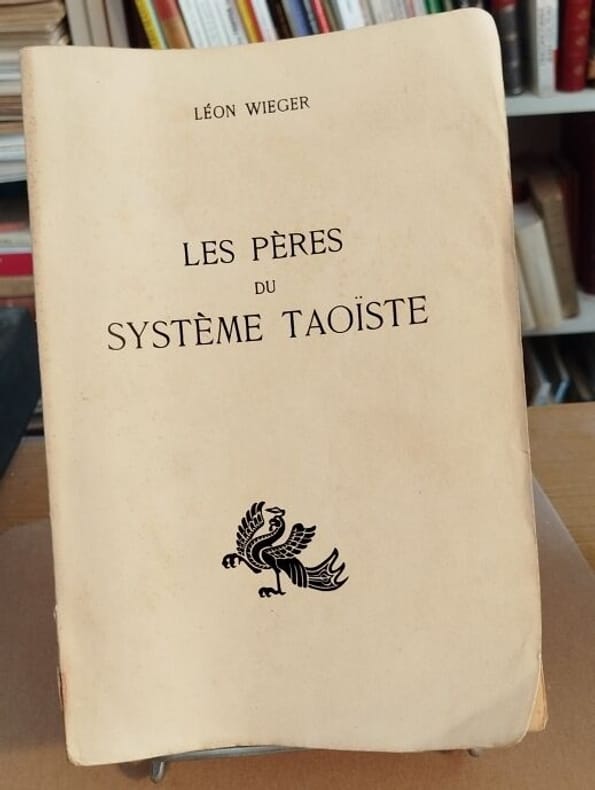 LÉON WIEGER
LES PÈRES
DU
SYSTÈME TAOÏSTE